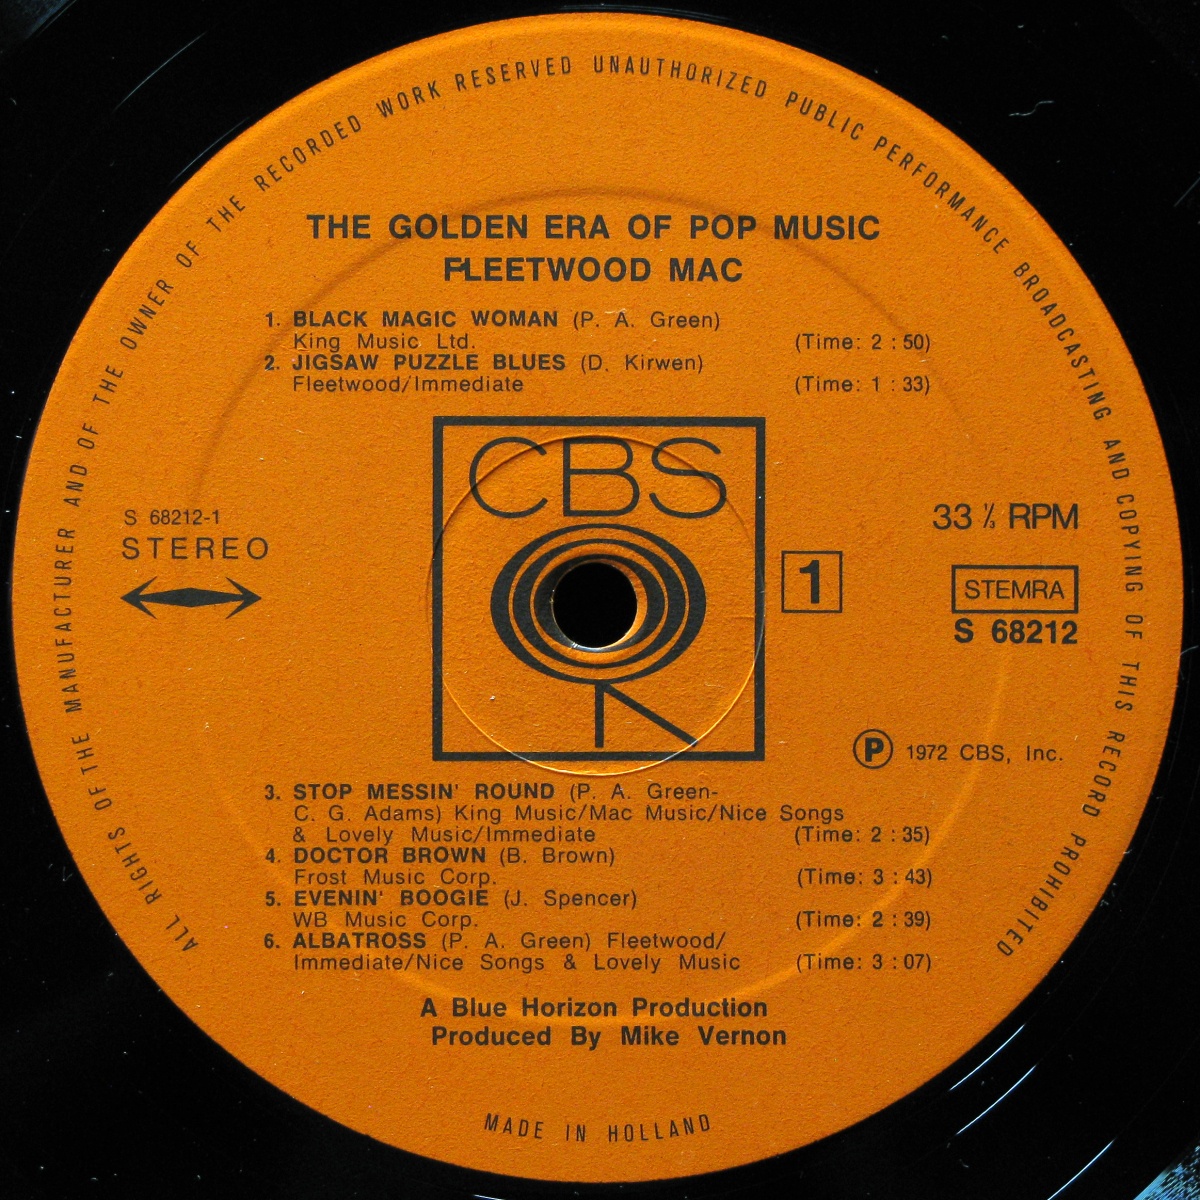 ALL RIGHTS OF THE MANUFACTURER AND OF THE OWNER OF THE RECORDED WORK RESERVED UNAUTHORIZED PUBLIC PERFORMANCE BROADCASTING AND COPYING OF THIS RECORD PROHIBITED
THE GOLDEN ERA OF POP MUSIC
FLEETWOOD MAC
1. BLACK MAGIC WOMAN (P. A. Green)
King Music Ltd. (Time: 2 : 50)
2. JIGSAW PUZZLE BLUES (D. Kirwen)
Fleetwood/Immediate (Time: 1 : 33)
CBS
S 68212-1
STEREO
33 ⅓ RPM
1
STEMRA
S 68212
℗ 1972 CBS, Inc.
3. STOP MESSIN' ROUND (P. A. Green-
C. G. Adams) King Music/Mac Music/Nice Songs
& Lovely Music/Immediate (Time: 2 : 35)
4. DOCTOR BROWN (B. Brown)
Frost Music Corp. (Time: 3 : 43)
5. EVENIN' BOOGIE (J. Spencer)
WB Music Corp. (Time: 2 : 39)
6. ALBATROSS (P. A. Green) Fleetwood/
Immediate/Nice Songs & Lovely Music (Time: 3 : 07)
A Blue Horizon Production
Produced By Mike Vernon
MADE IN HOLLAND